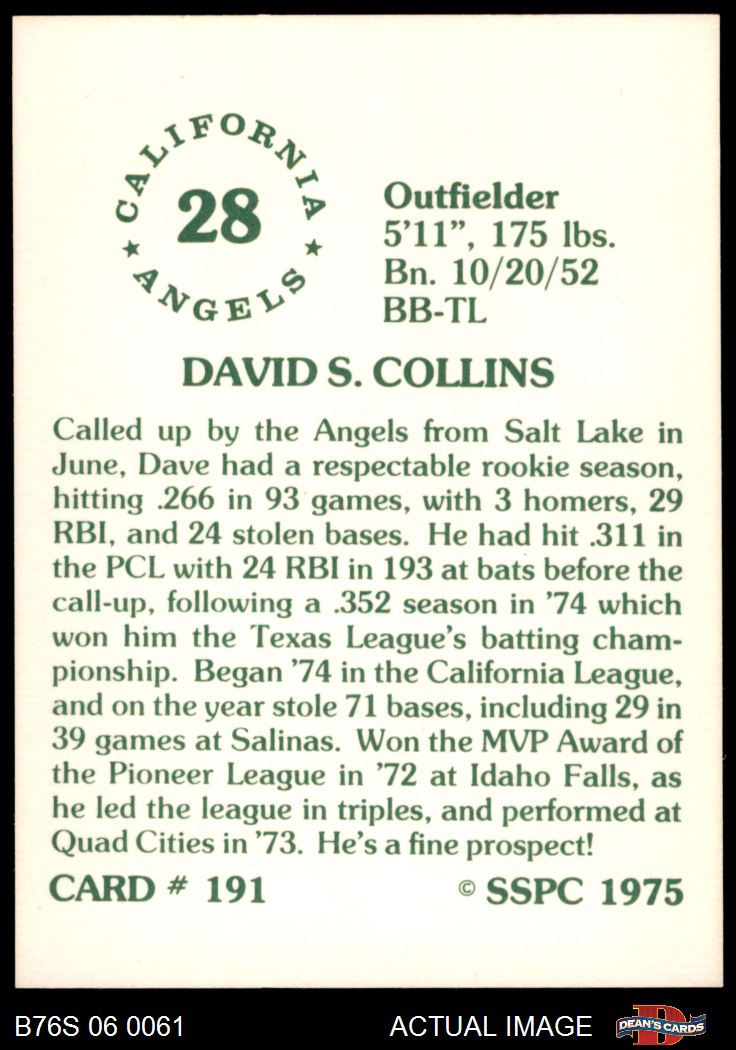 CALIFORNIA
28
★ ANGELS ★
Outfielder
5'11”, 175 lbs.
Bn. 10/20/52
BB-TL
DAVID S. COLLINS
Called up by the Angels from Salt Lake in
June, Dave had a respectable rookie season,
hitting .266 in 93 games, with 3 homers, 29
RBI, and 24 stolen bases. He had hit .311 in
the PCL with 24 RBI in 193 at bats before the
call-up, following a .352 season in '74 which
won him the Texas League's batting cham-
pionship. Began '74 in the California League,
and on the year stole 71 bases, including 29 in
39 games at Salinas. Won the MVP Award of
the Pioneer League in '72 at Idaho Falls, as
he led the league in triples, and performed at
Quad Cities in '73. He's a fine prospect!
CARD # 191 © SSPC 1975
B76S 06 0061 ACTUAL IMAGE D DEAN'S CARDS